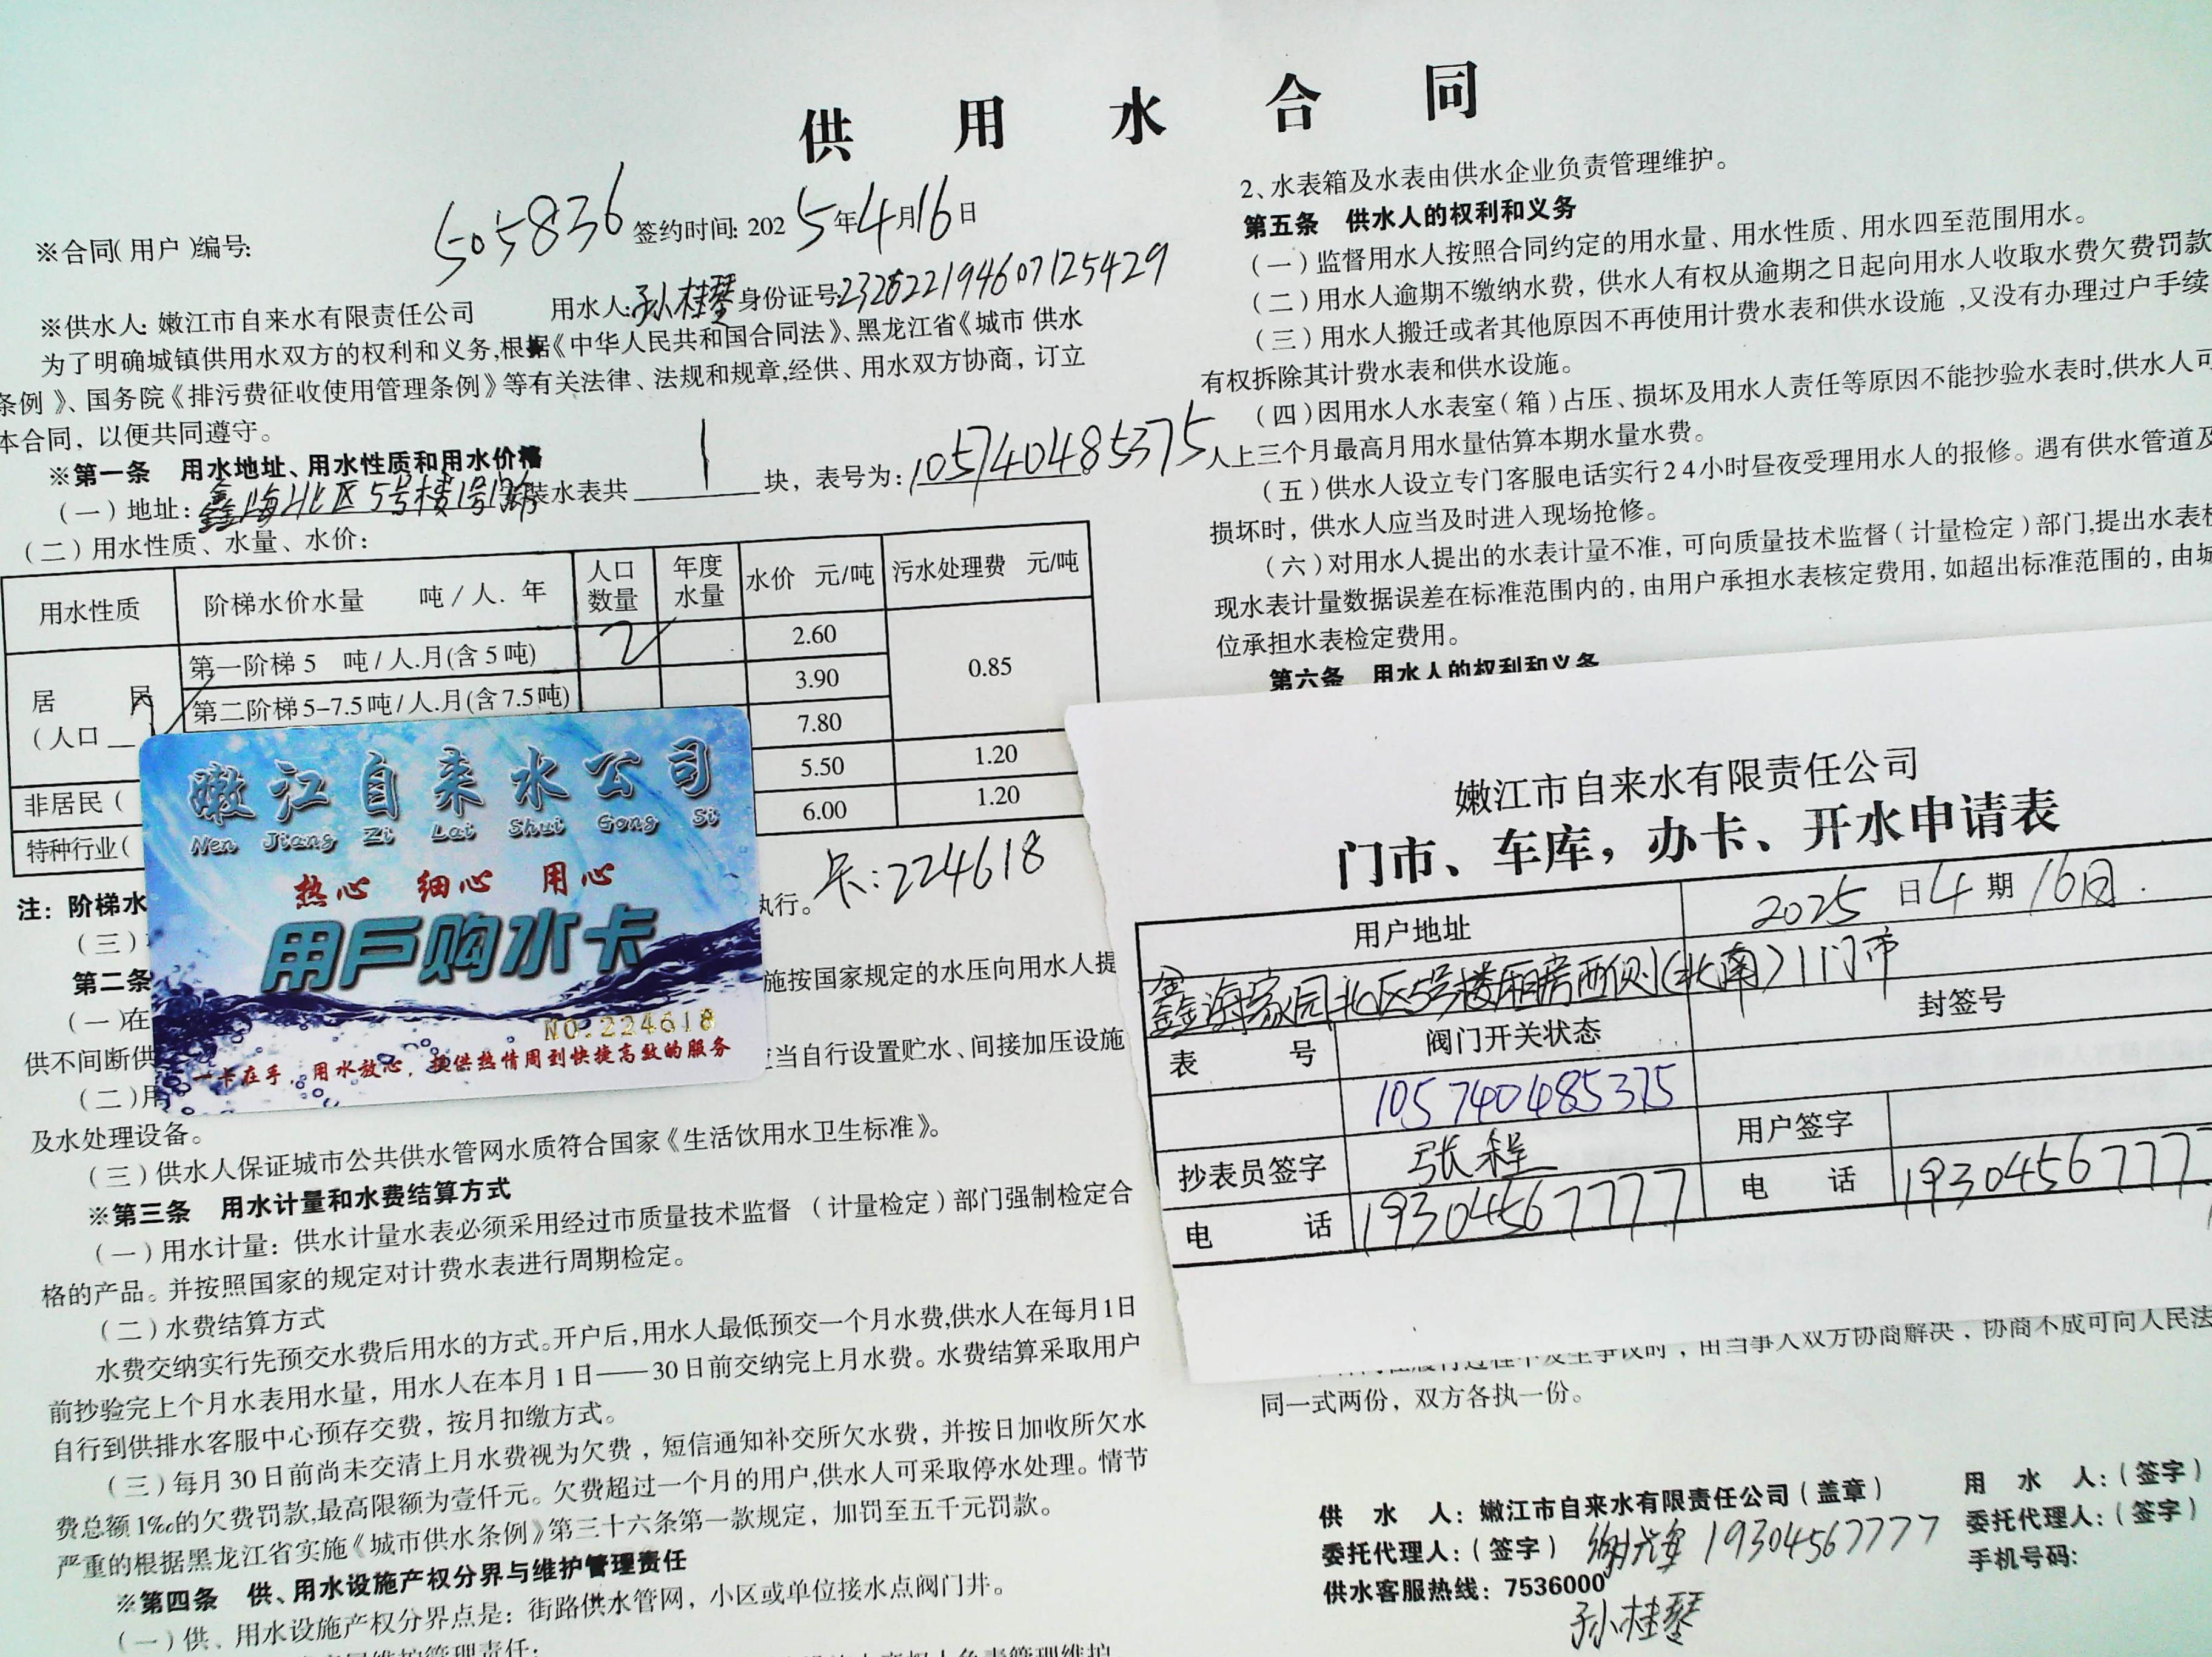 供 用 水 合 同
※合同(用户)编号: 505836 签约时间: 2025年4月16日
※供水人: 嫩江市自来水有限责任公司 用水人: 孙桂琴 身份证号: 232622194607125429
为了明确城镇供用水双方的权利和义务,根据《中华人民共和国合同法》、黑龙江省《城市 供水
条例》、国务院《排污费征收使用管理条例》等有关法律、法规和规章,经供、用水双方协商，订立
本合同，以便共同遵守。
※第一条 用水地址、用水性质和用水价格
(一)地址: 鑫海北区5号楼1号门市 安装水表共 1 块，表号为: 105740485375
(二)用水性质、水量、水价:
用水性质 阶梯水价水量 吨/人.年 人口数量 年度水量 水价 元/吨 污水处理费 元/吨
居 民 第一阶梯 5 吨/人.月(含5吨) 2 2.60 0.85
(人口 第二阶梯 5-7.5吨/人.月(含7.5吨) 3.90
7.80
非居民( 5.50 1.20
特种行业( 6.00 1.20
注: 阶梯水
执行。 卡:224618
(三)
第二条
(一)在
施按国家规定的水压向用水人提
供不间断供
(二)用
应当自行设置贮水、间接加压设施
及水处理设备。
(三)供水人保证城市公共供水管网水质符合国家《生活饮用水卫生标准》。
※第三条 用水计量和水费结算方式
(一)用水计量: 供水计量水表必须采用经过市质量技术监督 (计量检定)部门强制检定合
格的产品。并按照国家的规定对计费水表进行周期检定。
(二)水费结算方式
水费交纳实行先预交水费后用水的方式。开户后,用水人最低预交一个月水费,供水人在每月1日
前抄验完上个月水表用水量，用水人在本月1日——30日前交纳完上月水费。水费结算采取用户
自行到供排水客服中心预存交费，按月扣缴方式。
(三)每月30日前尚未交清上月水费视为欠费，短信通知补交所欠水费，并按日加收所欠水
费总额1‰的欠费罚款,最高限额为壹仟元。欠费超过一个月的用户,供水人可采取停水处理。情节
严重的根据黑龙江省实施《城市供水条例》第三十六条第一款规定，加罚至五千元罚款。
※第四条 供、用水设施产权分界与维护管理责任
(一)供、用水设施产权分界点是: 街路供水管网，小区或单位接水点阀门井。
2、水表箱及水表由供水企业负责管理维护。
第五条 供水人的权利和义务
(一)监督用水人按照合同约定的用水量、用水性质、用水四至范围用水。
(二)用水人逾期不缴纳水费，供水人有权从逾期之日起向用水人收取水费欠费罚款
(三)用水人搬迁或者其他原因不再使用计费水表和供水设施 ,又没有办理过户手续
有权拆除其计费水表和供水设施。
(四)因用水人水表室(箱)占压、损坏及用水人责任等原因不能抄验水表时,供水人可
人上三个月最高月用水量估算本期水量水费。
(五)供水人设立专门客服电话实行24小时昼夜受理用水人的报修。遇有供水管道及
损坏时，供水人应当及时进入现场抢修。
(六)对用水人提出的水表计量不准，可向质量技术监督(计量检定)部门,提出水表检
现水表计量数据误差在标准范围内的,由用户承担水表核定费用，如超出标准范围的，由城
位承担水表检定费用。
第六条 用水人的权利和义务
嫩江自来水公司
Nen Jiang Zi Lai Shui Gong Si
热心 细心 用心
用户购水卡
NO.224618
一卡在手，用水放心，提供热情周到快捷高效的服务
嫩江市自来水有限责任公司
门市、车库，办卡、开水申请表
用户地址 2025 日4 期 16日.
鑫海家园北区5号楼厢房西侧(北南)1门市
表 号 阀门开关状态 封签号
105740485375
抄表员签字 张程 用户签字
电 话 19304567777 电 话 19304567777
由当事人双方协商解决，协商不成可向人民法
同一式两份，双方各执一份。
供 水 人: 嫩江市自来水有限责任公司(盖章) 用 水 人: (签字)
委托代理人: (签字) 19304567777 委托代理人: (签字)
供水客服热线: 7536000 手机号码:
孙桂琴